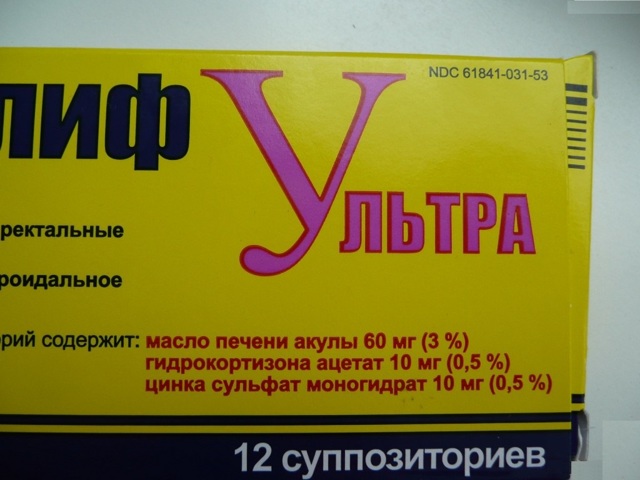 NDC 61841-031-53
ЛИФ УЛЬТРА
ректальные
роидальное
орий содержит: масло печени акулы 60 мг (3 %)
гидрокортизона ацетат 10 мг (0,5 %)
цинка сульфат моногидрат 10 мг (0,5 %)
12 суппозиториев